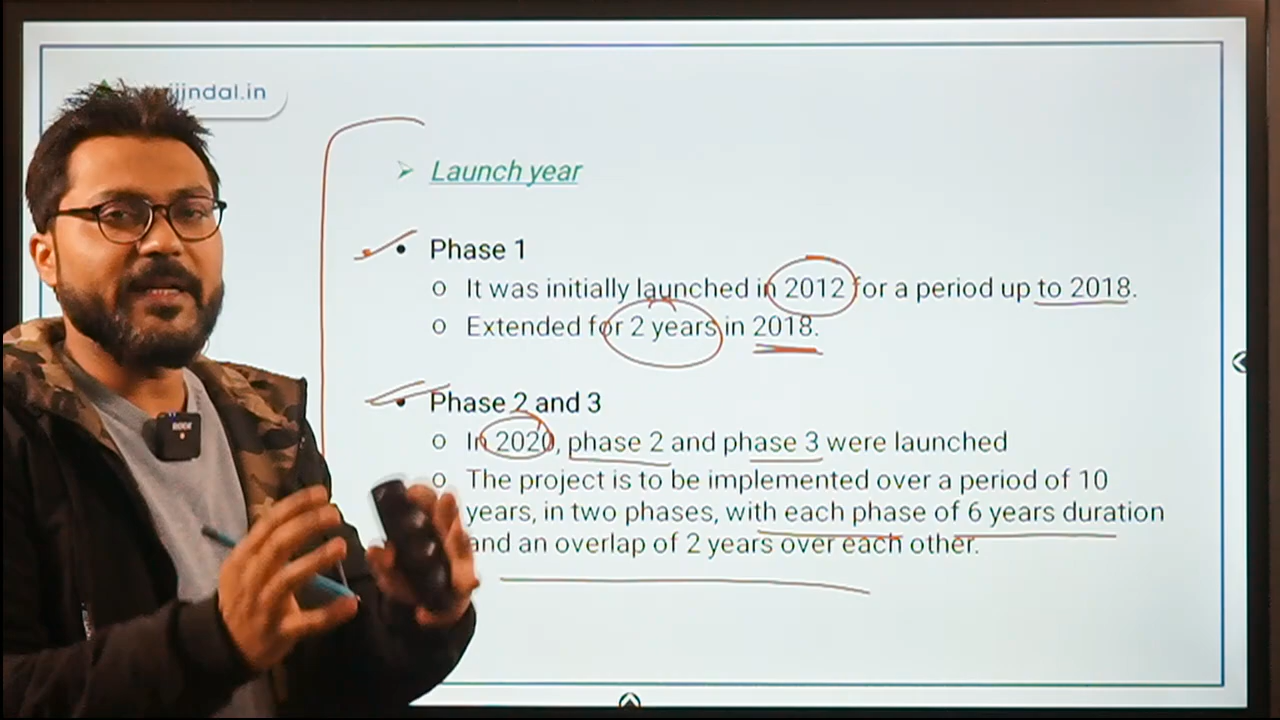 jjndal.in
Launch year
Phase 1
It was initially launched in 2012 for a period up to 2018.
Extended for 2 years in 2018.
Phase 2 and 3
In 2020, phase 2 and phase 3 were launched
The project is to be implemented over a period of 10
years, in two phases, with each phase of 6 years duration
and an overlap of 2 years over each other.
RODE